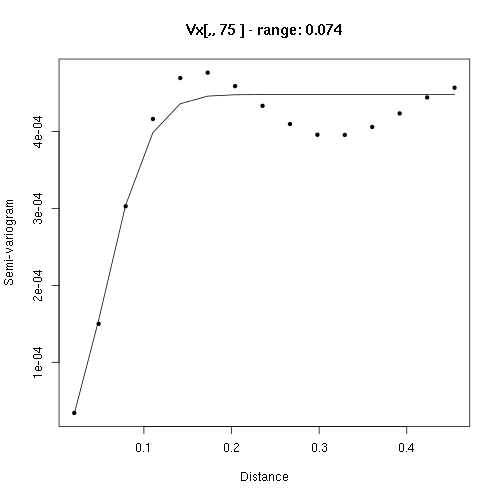 Vx[,, 75 ] - range: 0.074
Semi-variogram
4e-04
3e-04
2e-04
1e-04
0.1 0.2 0.3 0.4
Distance